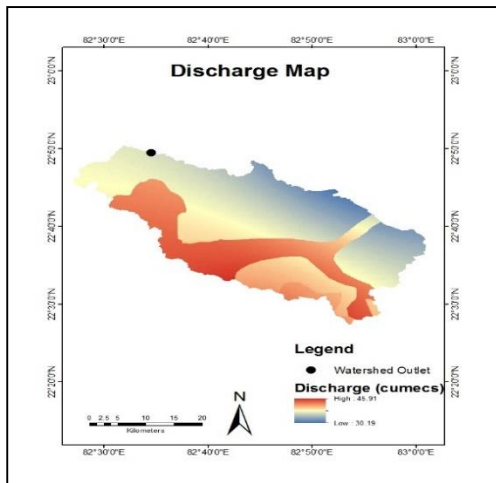 82°30'0"E 82°40'0"E 82°50'0"E 83°0'0"E
Discharge Map
23°0'0"N 23°0'0"N
22°50'0"N 22°50'0"N
22°40'0"N 22°40'0"N
22°30'0"N 22°30'0"N
22°20'0"N 22°20'0"N
Legend
Watershed Outlet
Discharge (cumecs)
High : 45.91
Low : 30.19
N
0 2.5 5 10 15 20
Kilometers
82°30'0"E 82°40'0"E 82°50'0"E 83°0'0"E